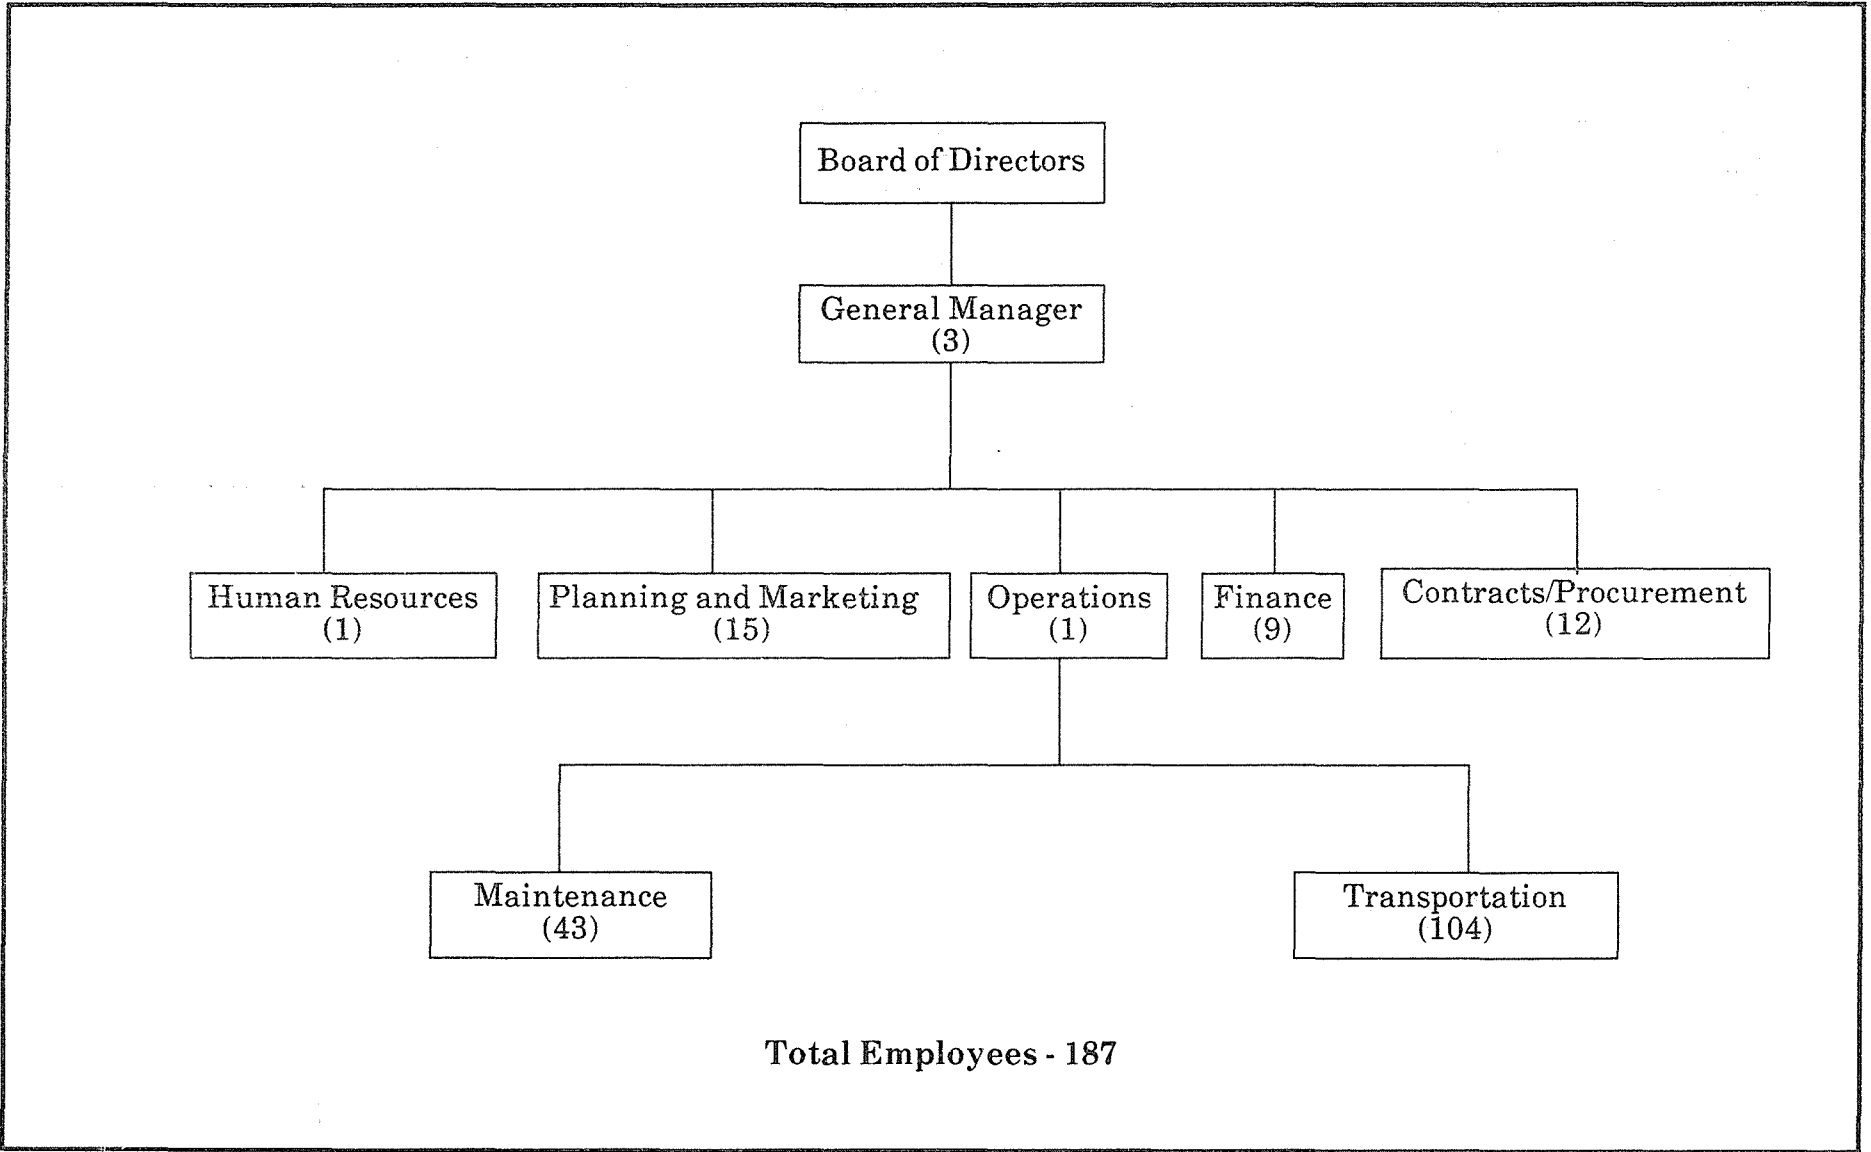 Board of Directors
General Manager
(3)
Human Resources
(1)
Planning and Marketing
(15)
Operations
(1)
Finance
(9)
Contracts/Procurement
(12)
Maintenance
(43)
Transportation
(104)
Total Employees - 187